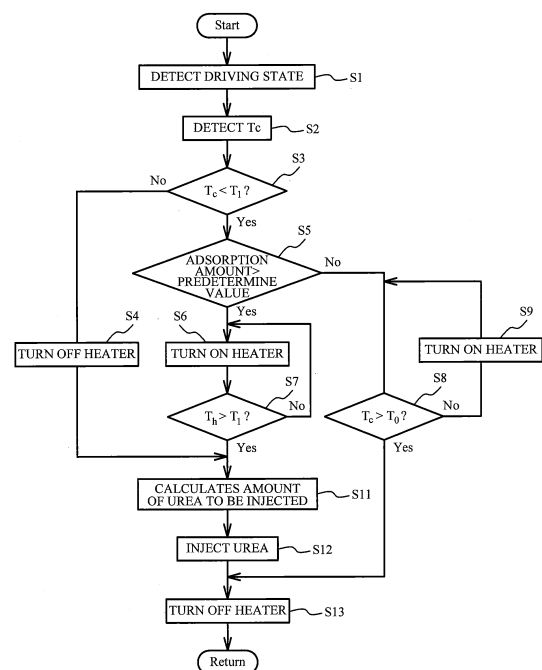 Start
DETECT DRIVING STATE
S1
DETECT Tc
S2
S3
No
Tc < T1 ?
Yes
S5
ADSORPTION
AMOUNT>
PREDETERMINE
VALUE
No
Yes
S4
TURN OFF HEATER
S6
TURN ON HEATER
S9
TURN ON HEATER
S7
Th > T1 ?
No
Yes
S8
Tc > T0 ?
No
Yes
CALCULATES AMOUNT
OF UREA TO BE INJECTED
S11
INJECT UREA
S12
TURN OFF HEATER
S13
Return